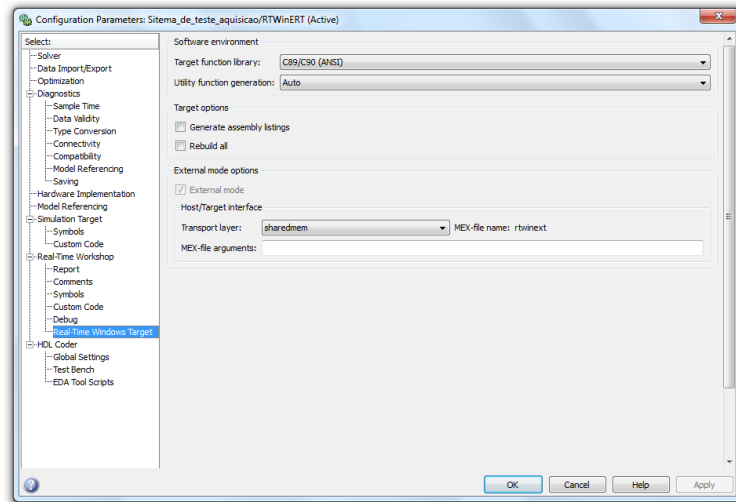 Configuration Parameters: Sitema_de_teste_aquisicao/RTWinERT (Active)
Select:
Solver
Data Import/Export
Optimization
Diagnostics
Sample Time
Data Validity
Type Conversion
Connectivity
Compatibility
Model Referencing
Saving
Hardware Implementation
Model Referencing
Simulation Target
Symbols
Custom Code
Real-Time Workshop
Report
Comments
Symbols
Custom Code
Debug
Real-Time Windows Target
HDL Coder
Global Settings
Test Bench
EDA Tool Scripts
Software environment
Target function library: C89/C90 (ANSI)
Utility function generation: Auto
Target options
Generate assembly listings
Rebuild all
External mode options
External mode
Host/Target interface
Transport layer: sharedmem MEX-file name: rtwinext
MEX-file arguments:
OK Cancel Help Apply